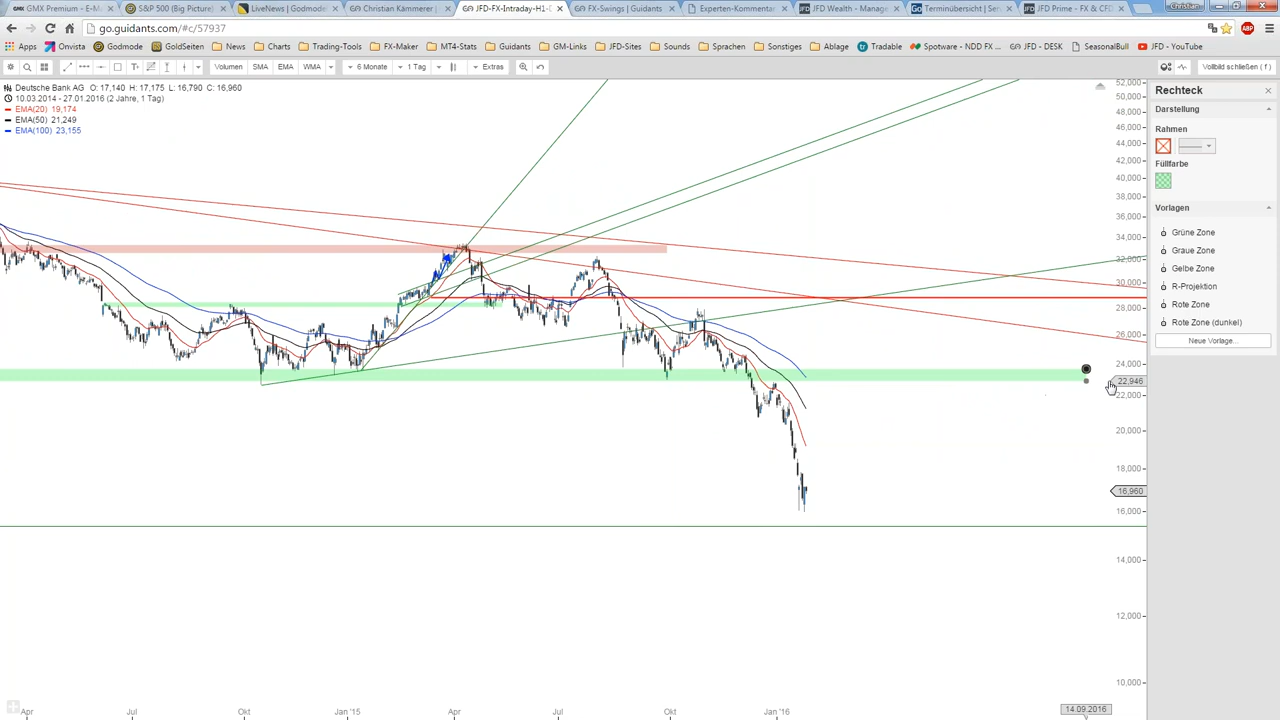 GMX Premium - E-M
S&P 500 (Big Picture)
LiveNews | Godmode
Christian Kämmerer |
JFD-FX-Intraday-H1-D
FX-Swings | Guidants
Experten-Kommentar
JFD Wealth - Manage
Terminübersicht | Serv
JFD Prime - FX & CFD
Christian
go.guidants.com/#c/57937
ABP
Apps
Onvista
Godmode
GoldSeiten
News
Charts
Trading-Tools
FX-Maker
MT4-Stats
Guidants
GM-Links
JFD-Sites
Sounds
Sprachen
Sonstiges
Ablage
Tradable
Spotware - NDD FX ...
JFD - DESK
SeasonalBull
JFD - YouTube
Volumen
SMA
EMA
WMA
6 Monate
1 Tag
Extras
Vollbild schließen ( f )
Deutsche Bank AG O: 17,140 H: 17,175 L: 16,790 C: 16,960
10.03.2014 - 27.01.2016 (2 Jahre, 1 Tag)
EMA(20) 19,174
EMA(50) 21,249
EMA(100) 23,155
52,000
50,000
48,000
46,000
44,000
42,000
40,000
38,000
36,000
34,000
32,000
30,000
28,000
26,000
24,000
22,946
22,000
20,000
18,000
16,960
16,000
14,000
12,000
10,000
Apr
Jul
Okt
Jan '15
Apr
Jul
Okt
Jan '16
14.09.2016
Rechteck
Darstellung
Rahmen
Füllfarbe
Vorlagen
Grüne Zone
Graue Zone
Gelbe Zone
R-Projektion
Rote Zone
Rote Zone (dunkel)
Neue Vorlage...